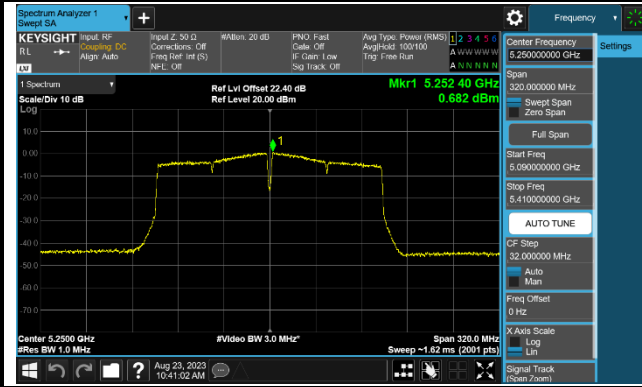 Spectrum Analyzer 1
Swept SA
Frequency
KEYSIGHT
RL
Input: RF
Coupling: DC
Align: Auto
Input Z: 50 Ω
Corrections: Off
Freq Ref: Int (S)
NFE: Off
#Atten: 20 dB
PNO: Fast
Gate: Off
IF Gain: Low
Sig Track: Off
Avg Type: Power (RMS)
Avg|Hold: 100/100
Trig: Free Run
1 2 3 4 5 6
A W W W W W
A N N N N N
LXI
1 Spectrum
Scale/Div 10 dB
Log
Ref Lvl Offset 22.40 dB
Ref Level 20.00 dBm
Mkr1 5.252 40 GHz
0.682 dBm
1
10.0
0.00
-10.0
-20.0
-30.0
-40.0
-50.0
-60.0
-70.0
Center 5.2500 GHz
#Res BW 1.0 MHz
#Video BW 3.0 MHz*
Span 320.0 MHz
Sweep ~1.62 ms (2001 pts)
Aug 23, 2023
10:41:02 AM
?
Center Frequency
5.250000000 GHz
Span
320.000000 MHz
Swept Span
Zero Span
Full Span
Start Freq
5.090000000 GHz
Stop Freq
5.410000000 GHz
AUTO TUNE
CF Step
32.000000 MHz
Auto
Man
Freq Offset
0 Hz
X Axis Scale
Log
Lin
Signal Track
(Span Zoom)
Settings